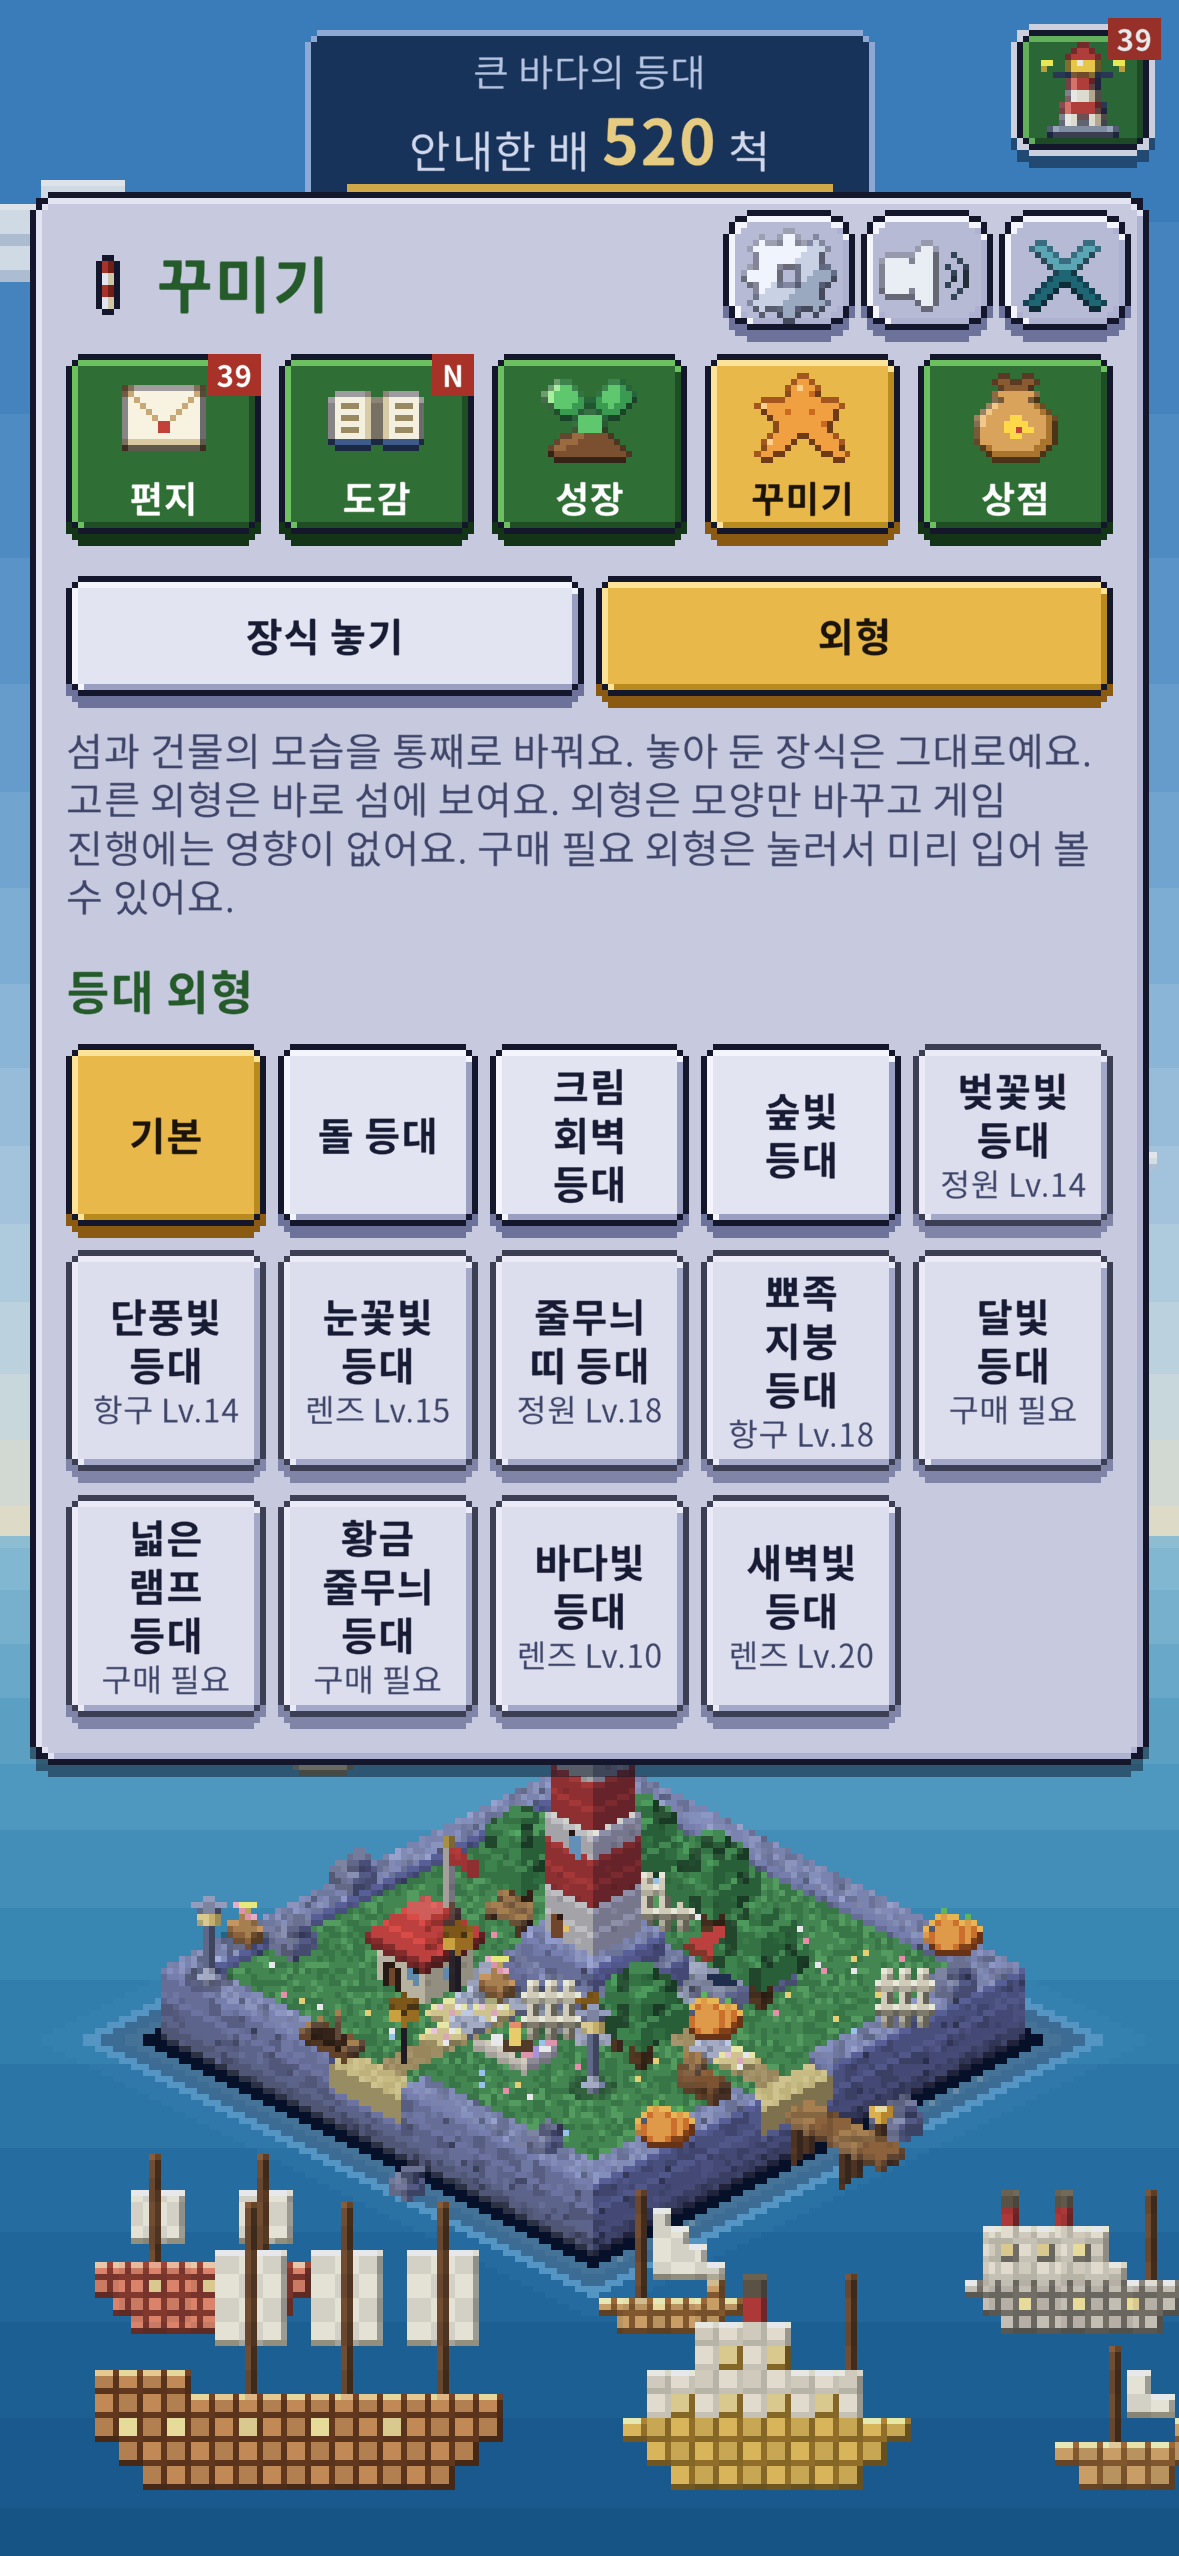 큰 바다의 등대
39
안내한 배 520 척
꾸미기
39
N
편지
도감
성장
꾸미기
상점
장식 놓기
외형
섬과 건물의 모습을 통째로 바꿔요. 놓아 둔 장식은 그대로예요.
고른 외형은 바로 섬에 보여요. 외형은 모양만 바꾸고 게임
진행에는 영향이 없어요. 구매 필요 외형은 눌러서 미리 입어 볼
수 있어요.
등대 외형
기본
돌 등대
크림
회벽
등대
숲빛
등대
벚꽃빛
등대
정원 Lv.14
단풍빛
등대
항구 Lv.14
눈꽃빛
등대
렌즈 Lv.15
줄무늬
띠 등대
정원 Lv.18
뾰족
지붕
등대
항구 Lv.18
달빛
등대
구매 필요
넓은
램프
등대
구매 필요
황금
줄무늬
등대
구매 필요
바다빛
등대
렌즈 Lv.10
새벽빛
등대
렌즈 Lv.20